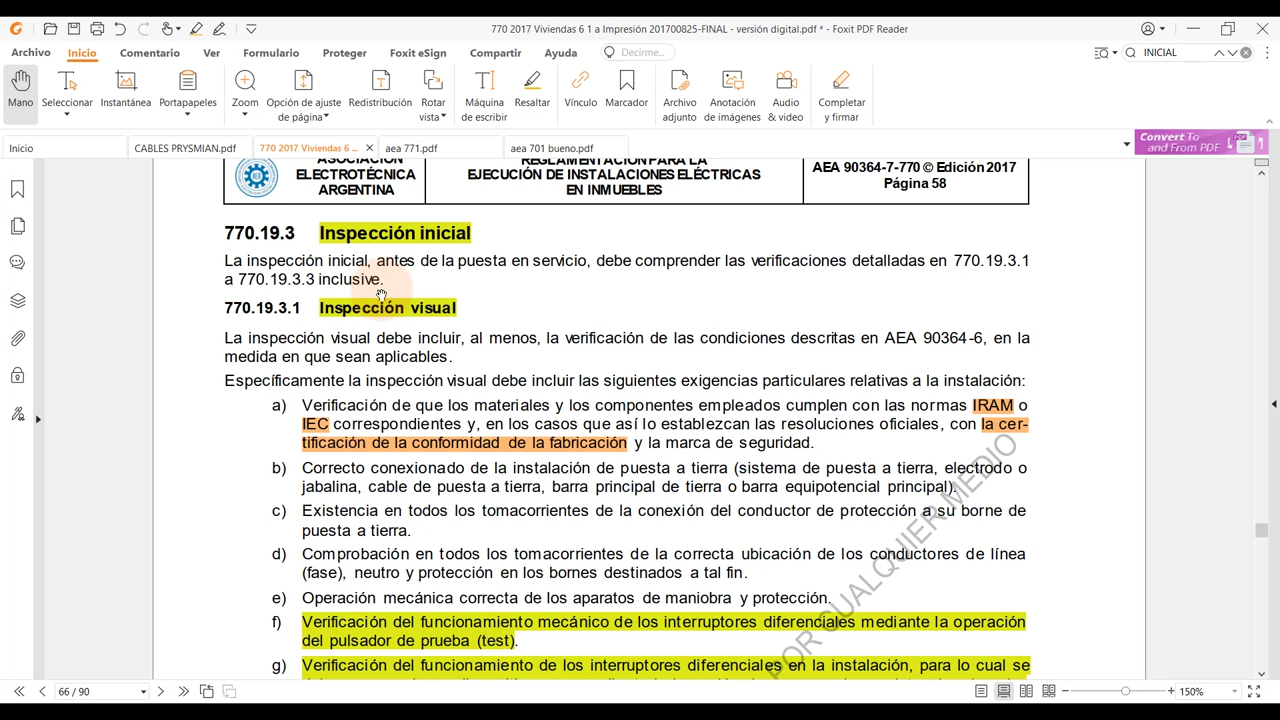 770 2017 Viviendas 6 1 a Impresión 201700825-FINAL - versión digital.pdf * - Foxit PDF Reader
Archivo Inicio Comentario Ver Formulario Proteger Foxit eSign Compartir Ayuda Decirme... INICIAL
Mano Seleccionar Instantánea Portapapeles Zoom Opción de ajuste de página Redistribución Rotar vista Máquina de escribir Resaltar Vínculo Marcador Archivo adjunto Anotación de imágenes Audio & video Completar y firmar
Inicio CABLES PRYSMIAN.pdf 770 2017 Viviendas 6 ... aea 771.pdf aea 701 bueno.pdf
Convert To
and From PDF
PDF
ASOCIACIÓN
ELECTROTÉCNICA
ARGENTINA
REGLAMENTACIÓN PARA LA
EJECUCIÓN DE INSTALACIONES ELÉCTRICAS
EN INMUEBLES
AEA 90364-7-770 © Edición 2017
Página 58
770.19.3 Inspección inicial
La inspección inicial, antes de la puesta en servicio, debe comprender las verificaciones detalladas en 770.19.3.1
a 770.19.3.3 inclusive.
770.19.3.1 Inspección visual
La inspección visual debe incluir, al menos, la verificación de las condiciones descritas en AEA 90364-6, en la
medida en que sean aplicables.
Específicamente la inspección visual debe incluir las siguientes exigencias particulares relativas a la instalación:
a) Verificación de que los materiales y los componentes empleados cumplen con las normas IRAM o
IEC correspondientes y, en los casos que así lo establezcan las resoluciones oficiales, con la cer-
tificación de la conformidad de la fabricación y la marca de seguridad.
b) Correcto conexionado de la instalación de puesta a tierra (sistema de puesta a tierra, electrodo o
jabalina, cable de puesta a tierra, barra principal de tierra o barra equipotencial principal).
c) Existencia en todos los tomacorrientes de la conexión del conductor de protección a su borne de
puesta a tierra.
d) Comprobación en todos los tomacorrientes de la correcta ubicación de los conductores de línea
(fase), neutro y protección en los bornes destinados a tal fin.
e) Operación mecánica correcta de los aparatos de maniobra y protección.
f) Verificación del funcionamiento mecánico de los interruptores diferenciales mediante la operación
del pulsador de prueba (test).
g) Verificación del funcionamiento de los interruptores diferenciales en la instalación, para lo cual se
POR CUALQUIER MEDIO
66 / 90
150%